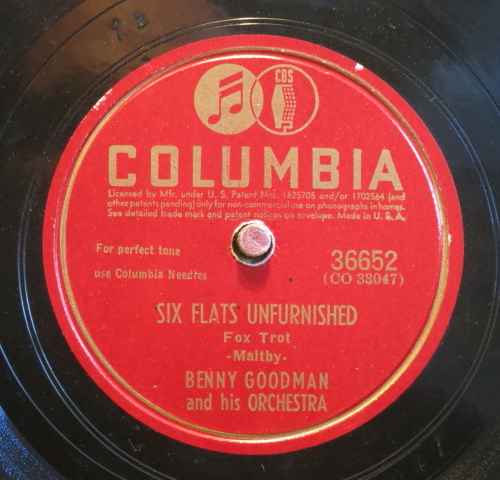 CBS
COLUMBIA
Licensed by Mfr. under U. S. Patent Nos. 1625705 and/or 1702564 (and
other patents pending) only for non-commercial use on phonographs in homes.
See detailed trade mark and patent notices on envelope. Made in U. S. A.
For perfect tone
use Columbia Needles
36652
(CO 33047)
SIX FLATS UNFURNISHED
Fox Trot
-Maltby-
BENNY GOODMAN
and his ORCHESTRA